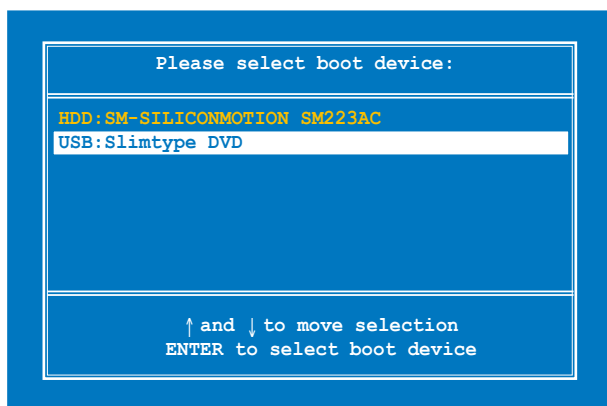 Please select boot device:
HDD:SM-SILICONMOTION SM223AC
USB:Slimtype DVD
↑ and ↓ to move selection
ENTER to select boot device